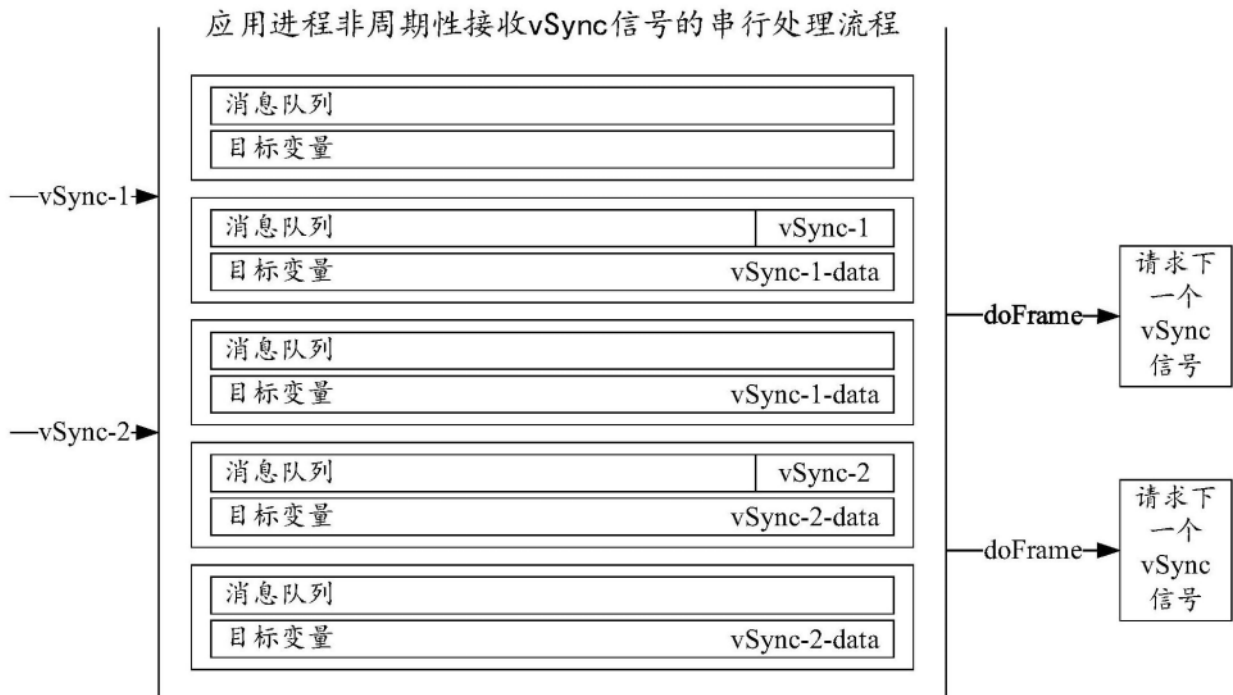 应用进程非周期性接收vSync信号的串行处理流程
消息队列
目标变量
vSync-1
消息队列 vSync-1
目标变量 vSync-1-data
doFrame
请求下
一个
vSync
信号
消息队列
目标变量 vSync-1-data
vSync-2
消息队列 vSync-2
目标变量 vSync-2-data
doFrame
请求下
一个
vSync
信号
消息队列
目标变量 vSync-2-data